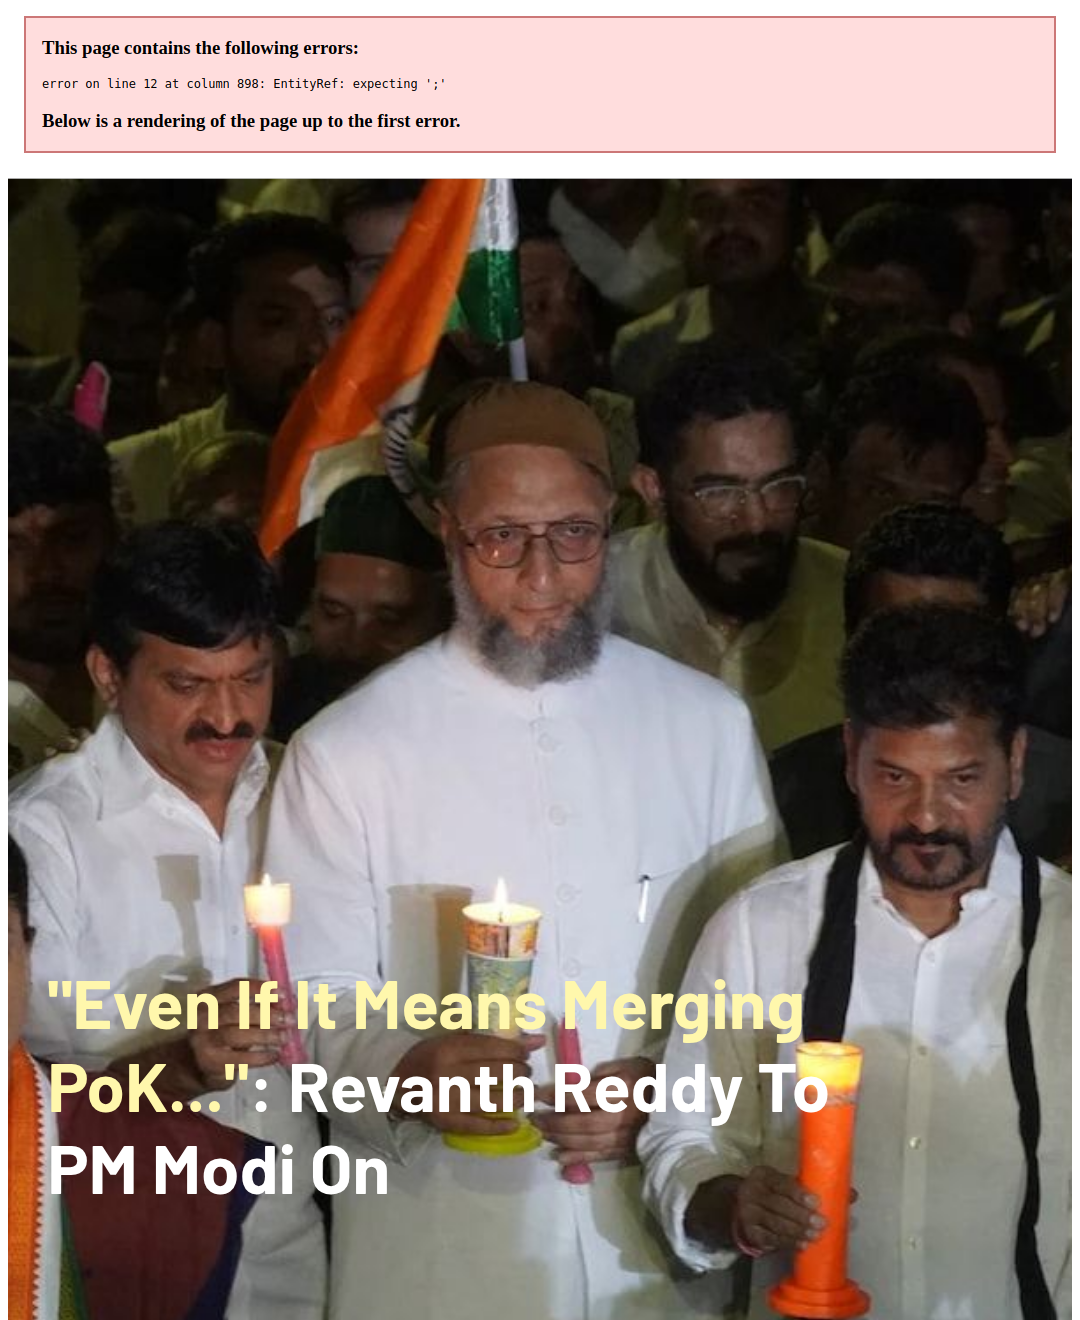 This page contains the following errors:
error on line 12 at column 898: EntityRef: expecting ';'
Below is a rendering of the page up to the first error.
"Even If It Means Merging
PoK...": Revanth Reddy To
PM Modi On